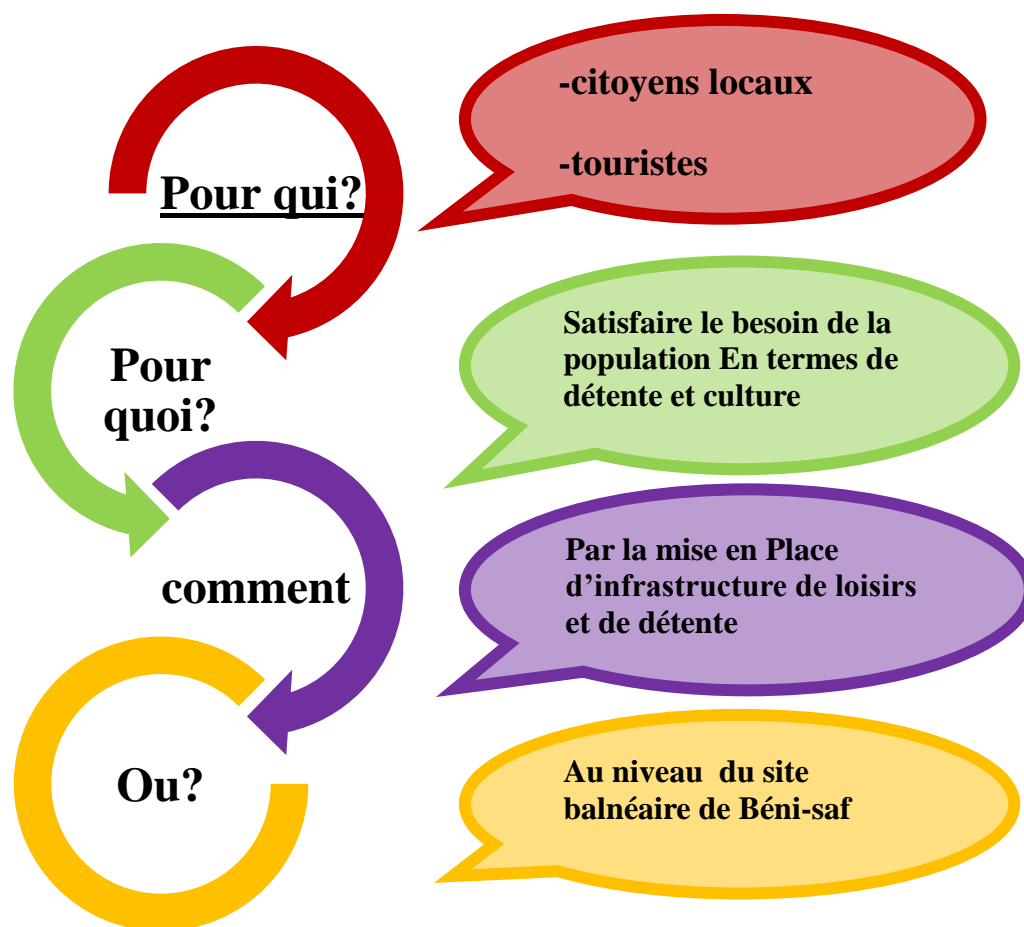 Pour qui?
-citoyens locaux
-touristes
Pour
quoi?
Satisfaire le besoin de la
population En termes de
détente et culture
comment
Par la mise en Place
d’infrastructure de loisirs
et de détente
Ou?
Au niveau du site
balnéaire de Béni-saf